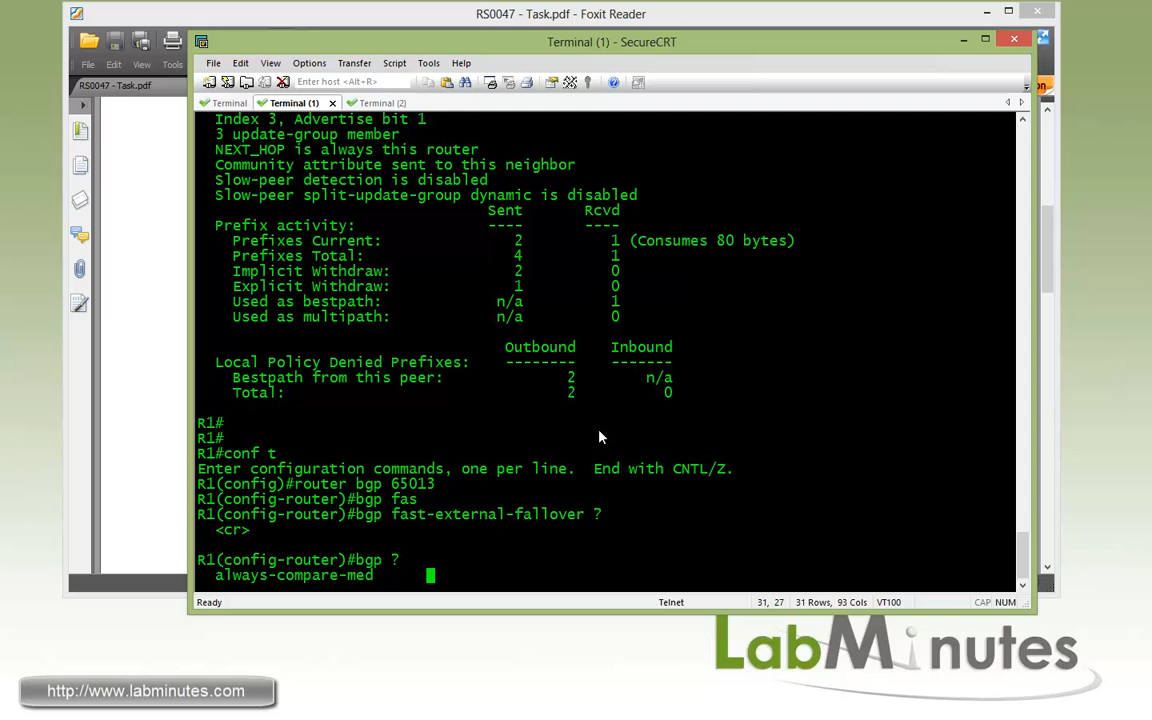 RS0047 - Task.pdf - Foxit Reader
File Edit View Tools
RS0047 - Task.pdf
Terminal (1) - SecureCRT
File Edit View Options Transfer Script Tools Help
Enter host <Alt+R>
Terminal Terminal (1) Terminal (2)
Index 3, Advertise bit 1
3 update-group member
NEXT_HOP is always this router
Community attribute sent to this neighbor
Slow-peer detection is disabled
Slow-peer split-update-group dynamic is disabled
Sent Rcvd
Prefix activity: ---- ----
Prefixes Current: 2 1 (Consumes 80 bytes)
Prefixes Total: 4 1
Implicit Withdraw: 2 0
Explicit Withdraw: 1 0
Used as bestpath: n/a 1
Used as multipath: n/a 0
Outbound Inbound
Local Policy Denied Prefixes: -------- -------
Bestpath from this peer: 2 n/a
Total: 2 0
R1#
R1#
R1#conf t
Enter configuration commands, one per line. End with CNTL/Z.
R1(config)#router bgp 65013
R1(config-router)#bgp fas
R1(config-router)#bgp fast-external-fallover ?
<cr>
R1(config-router)#bgp ?
always-compare-med
Ready Telnet 31, 27 31 Rows, 93 Cols VT100 CAP NUM
LabMinutes
http://www.labminutes.com